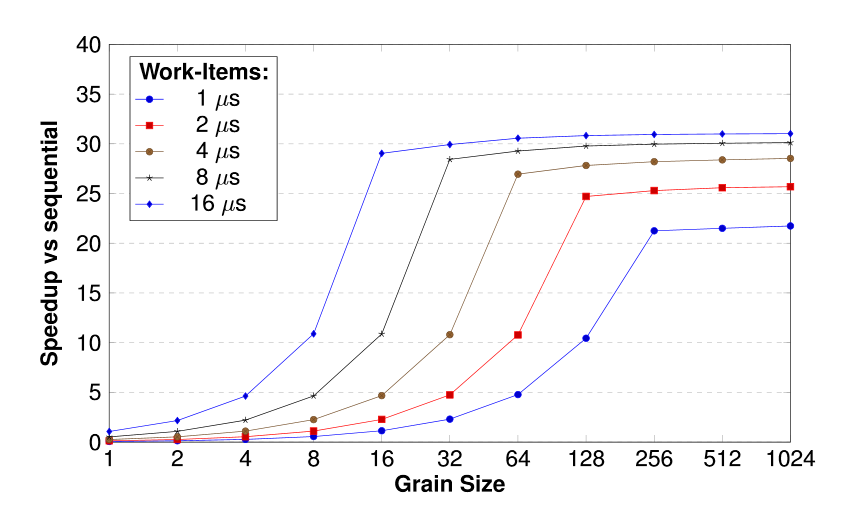 40
35
30
25
20
15
10
5
0
Speedup vs sequential
Work-Items:
1 μs
2 μs
4 μs
8 μs
16 μs
1 2 4 8 16 32 64 128 256 512 1024
Grain Size